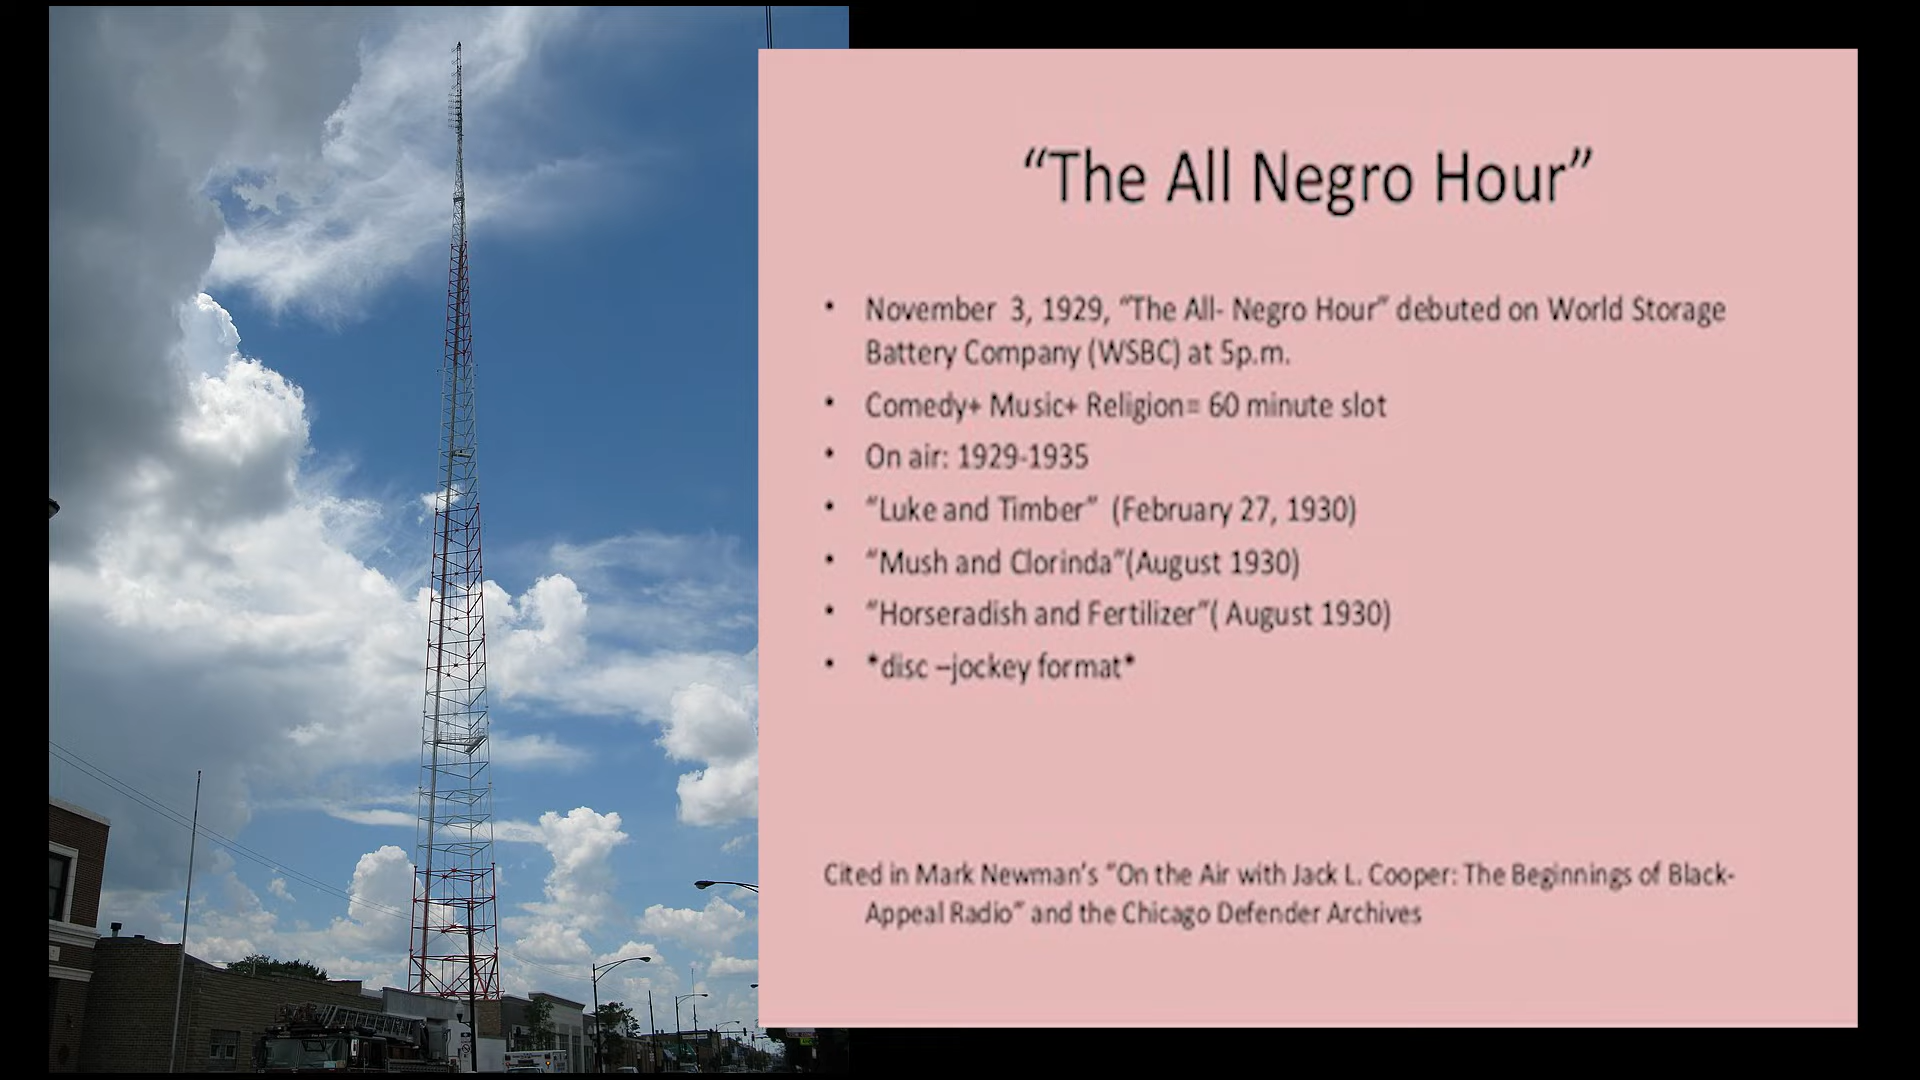 “The All Negro Hour”
• November 3, 1929, “The All- Negro Hour” debuted on World Storage
Battery Company (WSBC) at 5p.m.
• Comedy+ Music+ Religion= 60 minute slot
• On air: 1929-1935
• “Luke and Timber” (February 27, 1930)
• “Mush and Clorinda”(August 1930)
• “Horseradish and Fertilizer”( August 1930)
• *disc –jockey format*
Cited in Mark Newman’s “On the Air with Jack L. Cooper: The Beginnings of Black-
Appeal Radio” and the Chicago Defender Archives